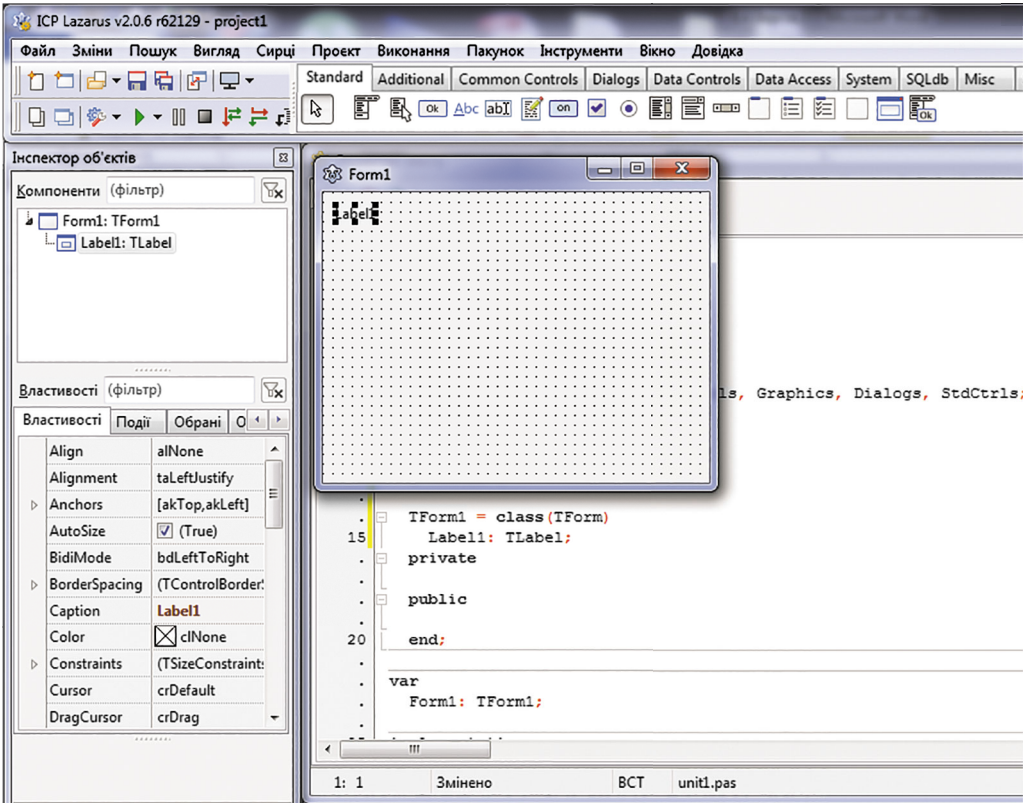 ICP Lazarus v2.0.6 r62129 - project1
Файл Зміни Пошук Вигляд Сирці Проєкт Виконання Пакунок Інструменти Вікно Довідка
Standard Additional Common Controls Dialogs Data Controls Data Access System SQLdb Misc
Ok Abc abI on Ok
Інспектор об'єктів
Компоненти (фільтр)
Form1: TForm1
Label1: TLabel
Властивості (фільтр)
Властивості Події Обрані О
Align alNone
Alignment taLeftJustify
Anchors [akTop,akLeft]
AutoSize (True)
BidiMode bdLeftToRight
BorderSpacing (TControlBorderS
Caption Label1
Color clNone
Constraints (TSizeConstraints
Cursor crDefault
DragCursor crDrag
Form1
Label1
ls, Graphics, Dialogs, StdCtrls;
TForm1 = class(TForm)
15 Label1: TLabel;
private
public
20 end;
var
Form1: TForm1;
1: 1 Змінено ВСТ unit1.pas